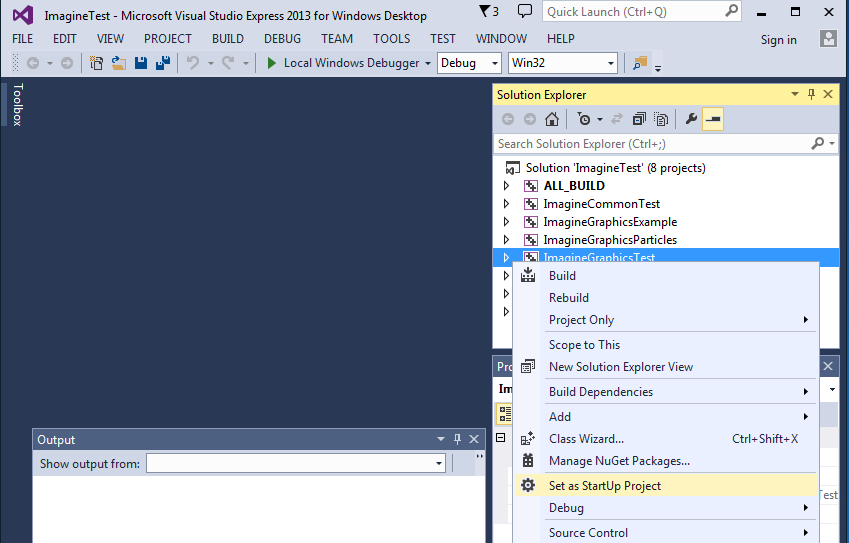 ImagineTest - Microsoft Visual Studio Express 2013 for Windows Desktop
3
Quick Launch (Ctrl+Q)
FILE EDIT VIEW PROJECT BUILD DEBUG TEAM TOOLS TEST WINDOW HELP
Sign in
Local Windows Debugger Debug Win32
Toolbox
Solution Explorer
Search Solution Explorer (Ctrl+;)
Solution 'ImagineTest' (8 projects)
ALL_BUILD
ImagineCommonTest
ImagineGraphicsExample
ImagineGraphicsParticles
ImagineGraphicsTest
Build
Rebuild
Project Only
Scope to This
New Solution Explorer View
Build Dependencies
Add
Class Wizard... Ctrl+Shift+X
Manage NuGet Packages...
Set as StartUp Project
Debug
Source Control
Pro
Im
Test
Output
Show output from: